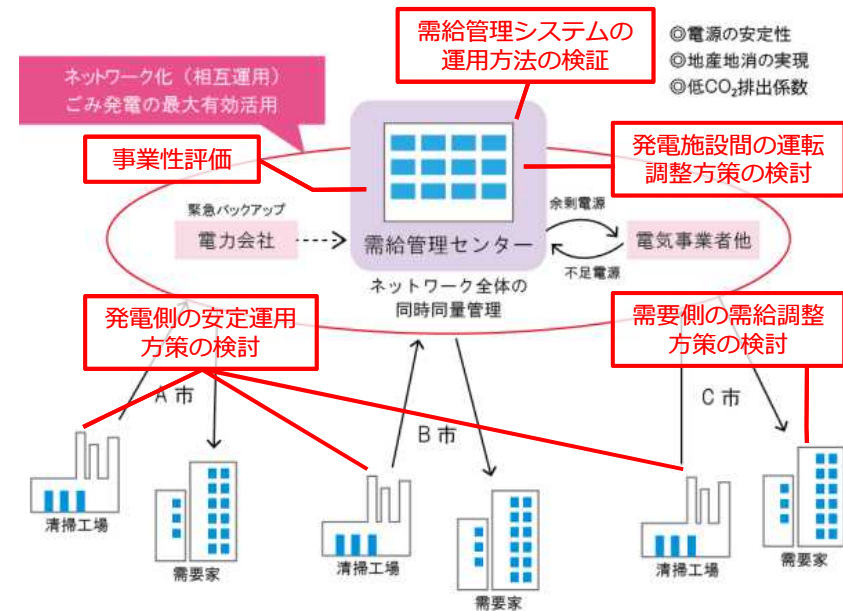 需給管理システムの
運用方法の検証
◎電源の安定性
◎地産地消の実現
◎低CO₂排出係数
ネットワーク化（相互運用）
ごみ発電の最大有効活用
事業性評価
発電施設間の運転
調整方策の検討
緊急バックアップ
電力会社
需給管理センター
余剰電源
電気事業者他
不足電源
ネットワーク全体の
同時同量管理
発電側の安定運用
方策の検討
需要側の需給調整
方策の検討
A市
B市
C市
清掃工場
需要家
清掃工場
需要家
清掃工場
需要家